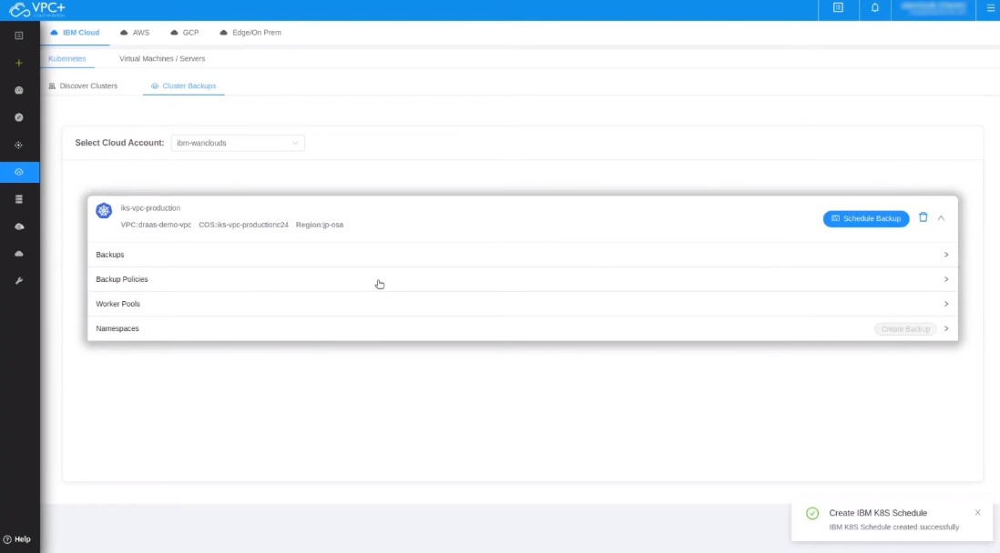 VPC+
IBM Cloud AWS GCP Edge/On Prem
Kubernetes Virtual Machines / Servers
Discover Clusters Cluster Backups
Select Cloud Account: ibm-wanclouds
iks-vpc-production
VPC:draas-demo-vpc COS:iks-vpc-productionc24 Region:jp-osa
Schedule Backup
Backups
Backup Policies
Worker Pools
Namespaces Create Backup
Create IBM K8S Schedule
IBM K8S Schedule created successfully
Help